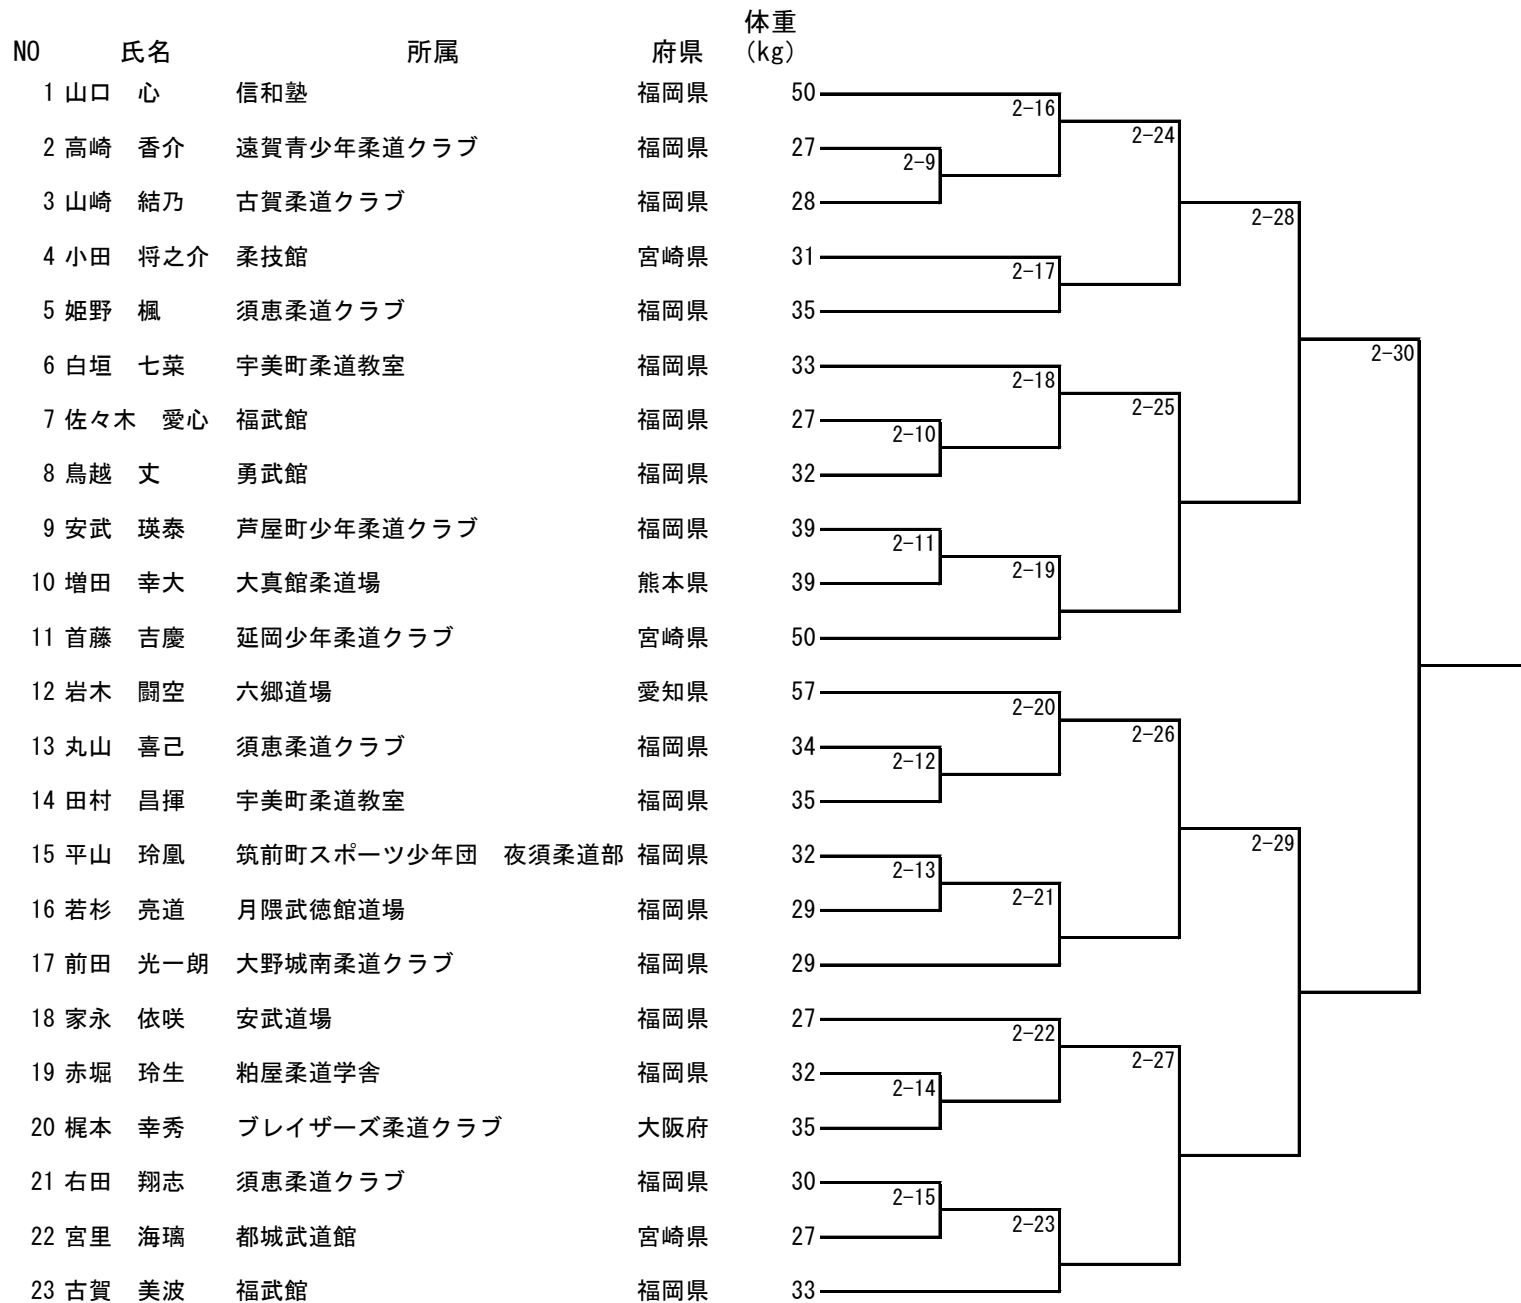 体重
NO 氏名 所属 府県 (kg)
1 山口 心 信和塾 福岡県 50
2-16
2-24
2 高崎 香介 遠賀青少年柔道クラブ 福岡県 27
2-9
3 山崎 結乃 古賀柔道クラブ 福岡県 28
2-28
4 小田 将之介 柔技館 宮崎県 31
2-17
5 姫野 楓 須恵柔道クラブ 福岡県 35
2-30
6 白垣 七菜 宇美町柔道教室 福岡県 33
2-18
2-25
7 佐々木 愛心 福武館 福岡県 27
2-10
8 鳥越 丈 勇武館 福岡県 32
9 安武 瑛泰 芦屋町少年柔道クラブ 福岡県 39
2-11
2-19
10 増田 幸大 大真館柔道場 熊本県 39
11 首藤 吉慶 延岡少年柔道クラブ 宮崎県 50
12 岩木 闘空 六郷道場 愛知県 57
2-20
2-26
13 丸山 喜己 須恵柔道クラブ 福岡県 34
2-12
14 田村 昌揮 宇美町柔道教室 福岡県 35
2-29
15 平山 玲凰 筑前町スポーツ少年団 夜須柔道部 福岡県 32
2-13
2-21
16 若杉 亮道 月隈武徳館道場 福岡県 29
17 前田 光一朗 大野城南柔道クラブ 福岡県 29
18 家永 依咲 安武道場 福岡県 27
2-22
2-27
19 赤堀 玲生 粕屋柔道学舎 福岡県 32
2-14
20 梶本 幸秀 ブレイザーズ柔道クラブ 大阪府 35
21 右田 翔志 須恵柔道クラブ 福岡県 30
2-15
2-23
22 宮里 海璃 都城武道館 宮崎県 27
23 古賀 美波 福武館 福岡県 33